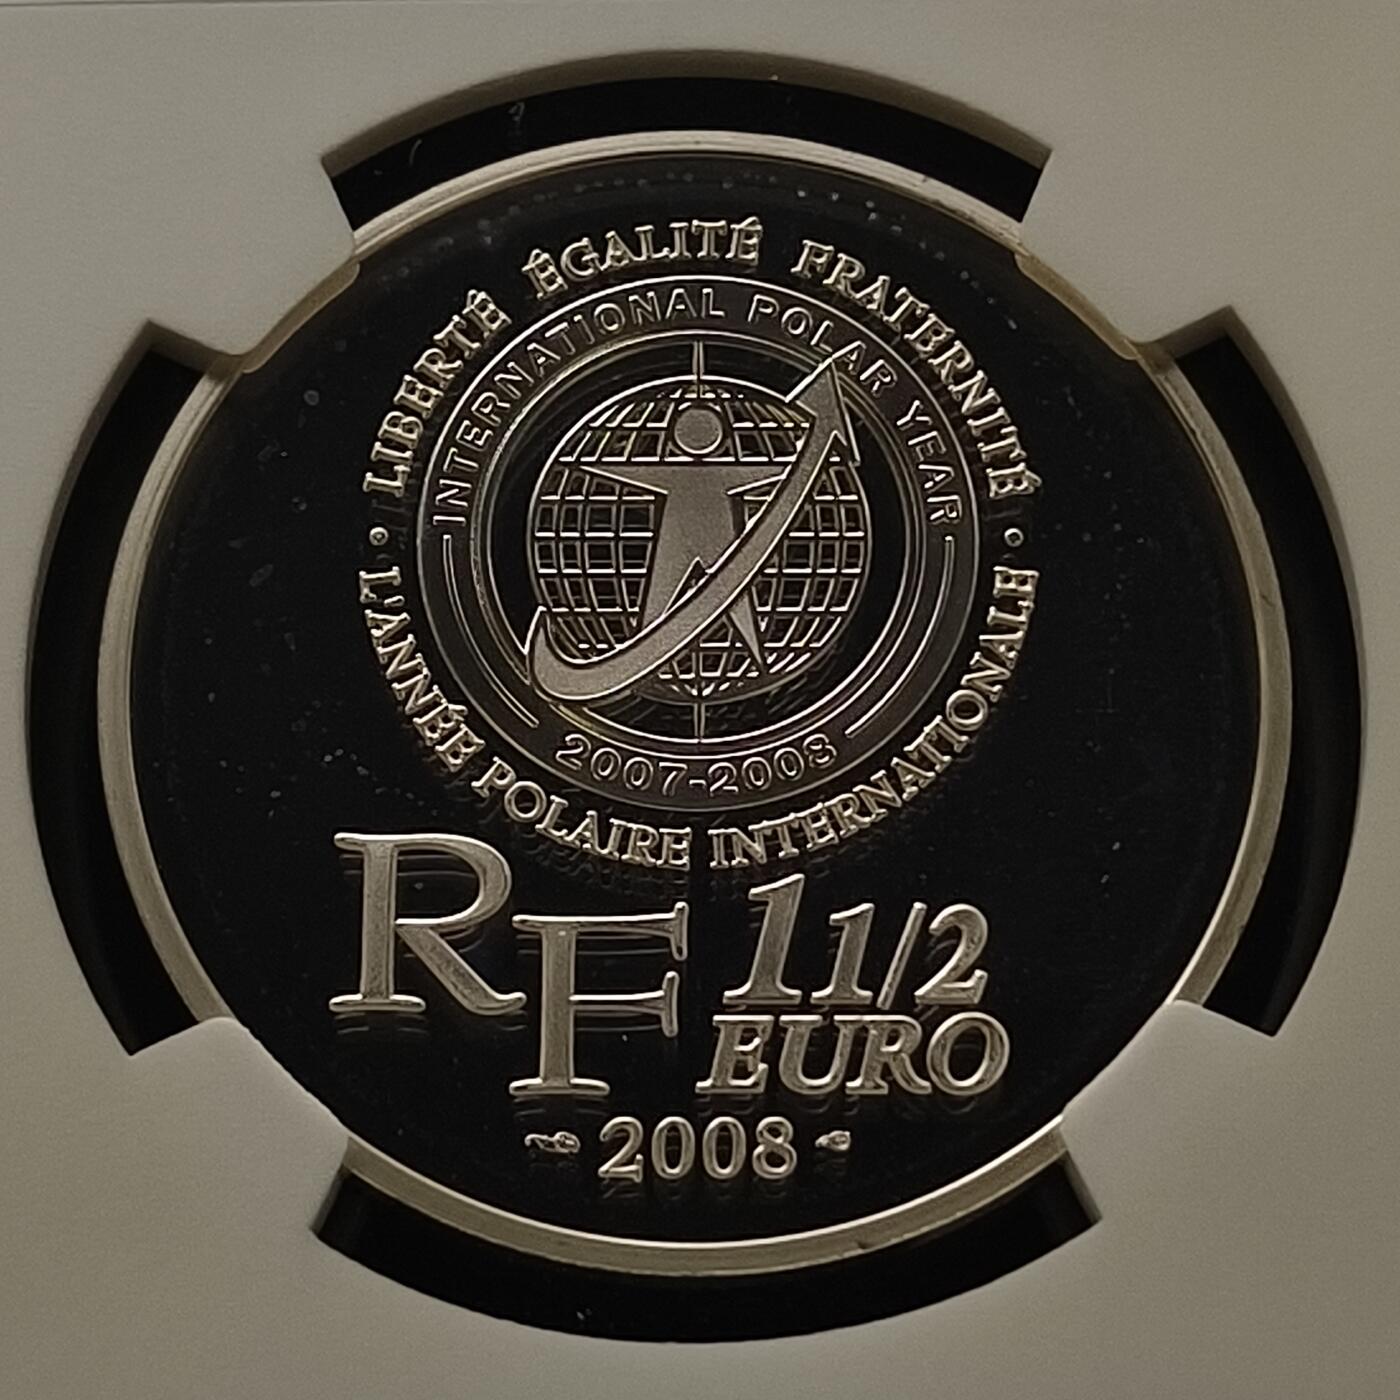 LIBERTÉ ÉGALITÉ FRATERNITÉ
INTERNATIONAL POLAR YEAR
2007-2008
L'ANNÉE POLAIRE INTERNATIONALE
RF 1 1/2
EURO
2008